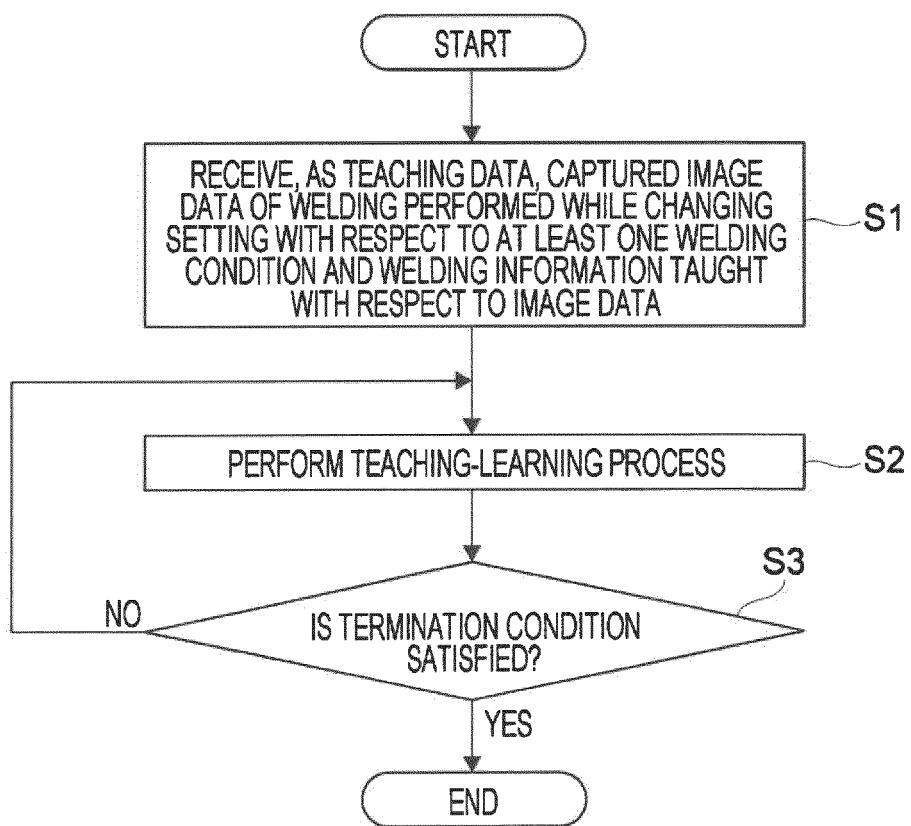 START
RECEIVE, AS TEACHING DATA, CAPTURED IMAGE
DATA OF WELDING PERFORMED WHILE CHANGING
SETTING WITH RESPECT TO AT LEAST ONE WELDING
CONDITION AND WELDING INFORMATION TAUGHT
WITH RESPECT TO IMAGE DATA
S1
PERFORM TEACHING-LEARNING PROCESS
S2
S3
NO
IS TERMINATION CONDITION
SATISFIED?
YES
END